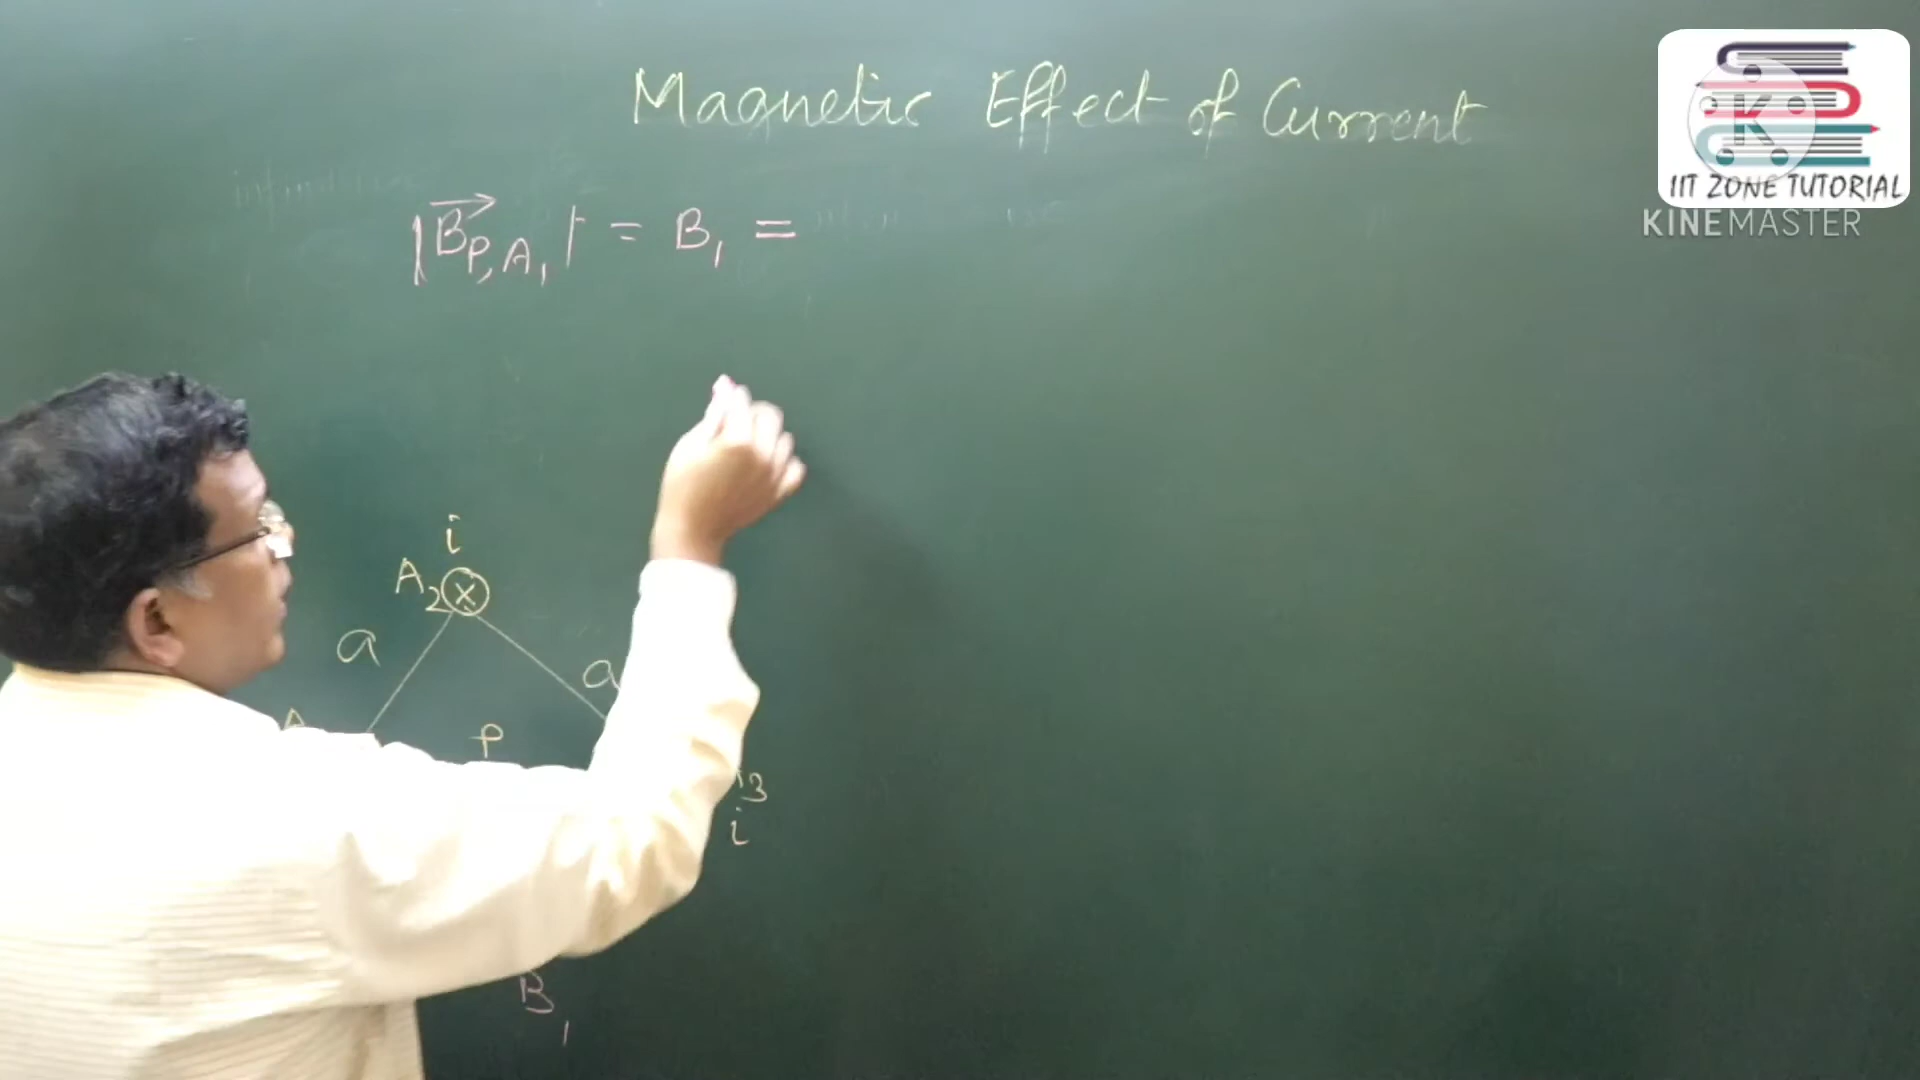 Magnetic Effect of Current
IIT ZONE TUTORIAL
KINEMASTER
|B⃗P,A₁| = B₁ =
i
A₂ ⊗
a
a
A
P
3
i
B₁